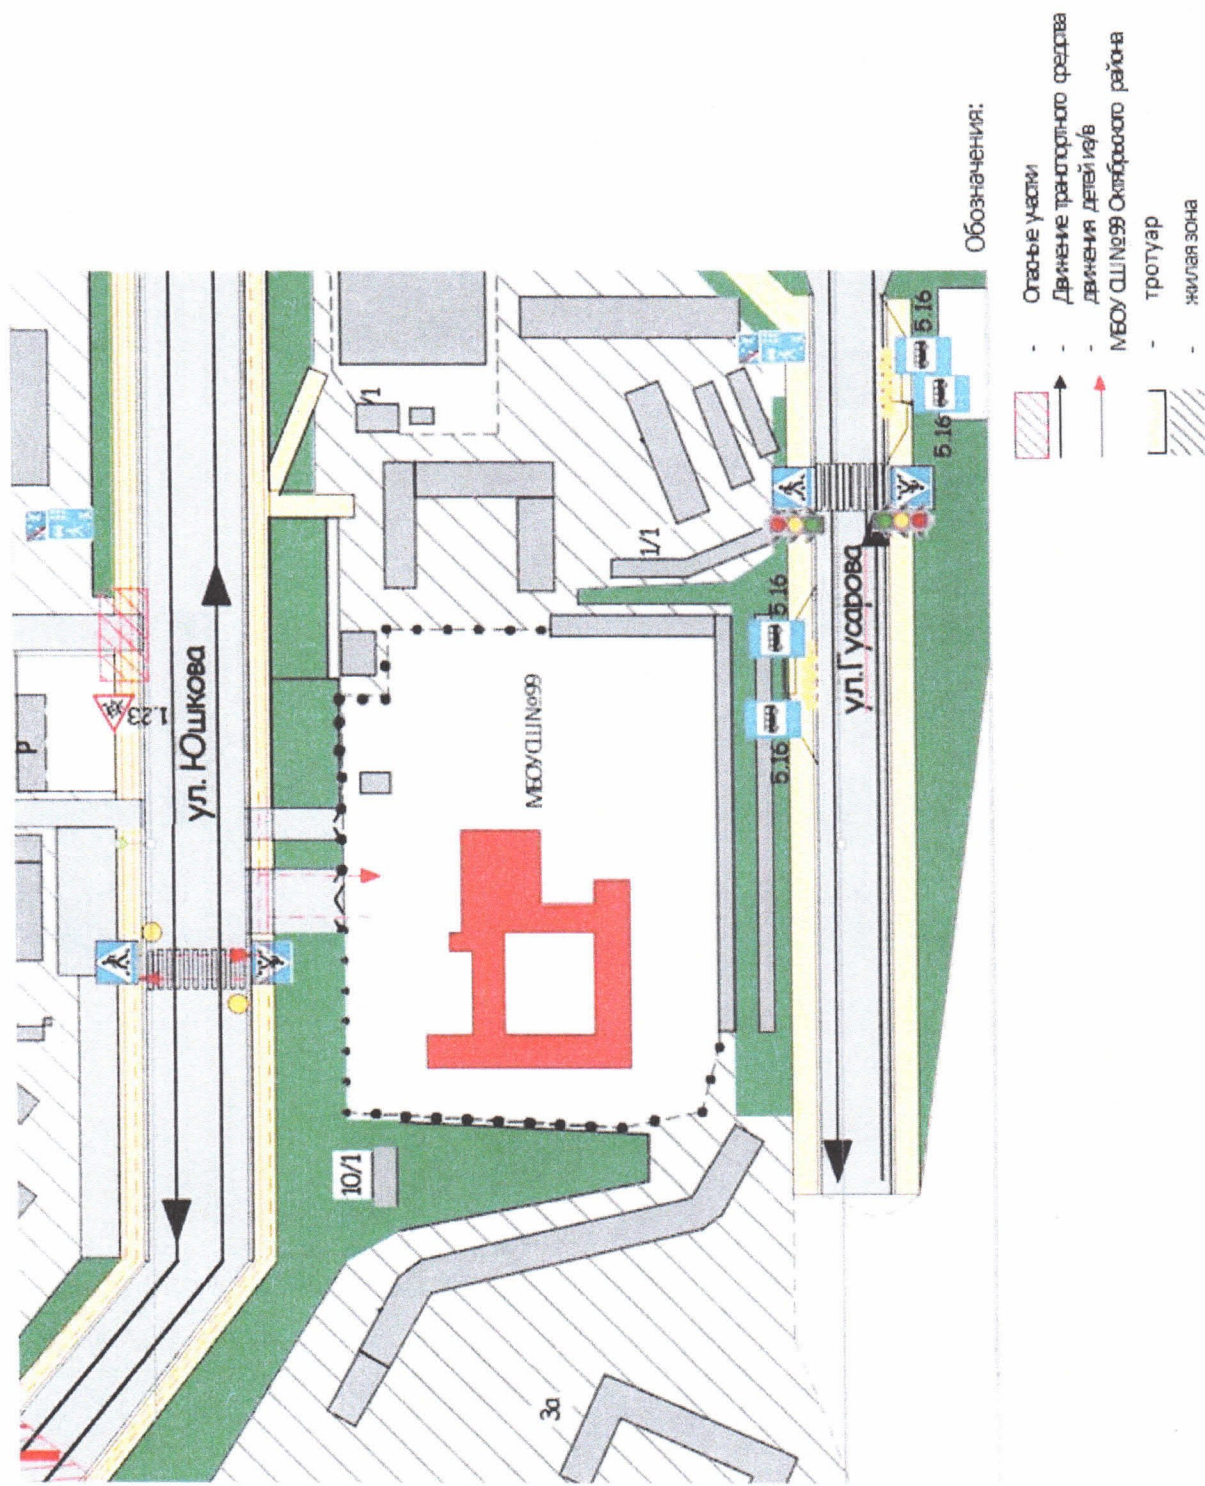 ул. Юшкова
1.23
Р
/1
МБОУ СШ №99
10/1
3а
1/1
5.16
5.16
ул.Гусарова
5.16
5.16
Обозначения:
- Опасные участки
- Движение транспортного средства
- движения детей из/в
МБОУ СШ №99 Октябрьского района
- тротуар
- жилая зона